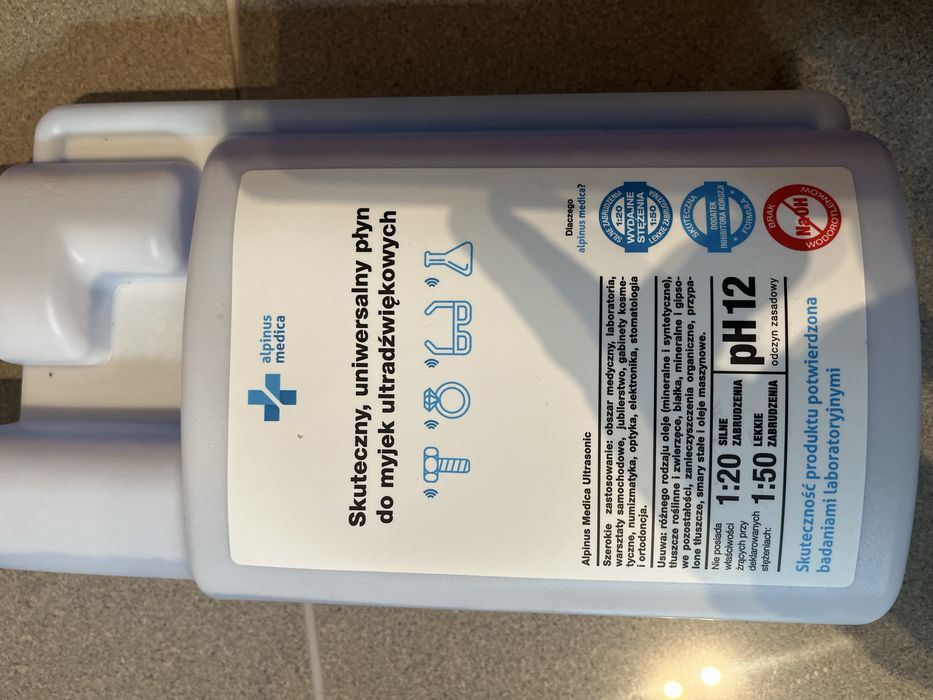 alpinus
medica
Skuteczny, uniwersalny płyn
do myjek ultradźwiękowych
Alpinus Medica Ultrasonic
Szerokie zastosowanie: obszar medyczny, laboratoria,
warsztaty samochodowe, jubilerstwo, gabinety kosme-
tyczne, numizmatyka, optyka, elektronika, stomatologia
i ortodoncja.
Usuwa: różnego rodzaju oleje (mineralne i syntetyczne),
tłuszcze roślinne i zwierzęce, białka, mineralne i gipso-
we pozostałości, zanieczyszczenia organiczne, przypa-
lone tłuszcze, smary stałe i oleje maszynowe.
Nie posiada
właściwości
żrących przy
deklarowanych
stężeniach:
1:20 SILNE
ZABRUDZENIA
1:50 LEKKIE
ZABRUDZENIA
pH 12
odczyn zasadowy
Skuteczność produktu potwierdzona
badaniami laboratoryjnymi
Dlaczego
alpinus medica?
SILNE ZABRUDZENIA
1:20
WYDAJNE
STĘŻENIA
1:50
LEKKIE ZABRUDZENIA
SKUTECZNA
DODATEK
INHIBITORA KOROZJI
FORMUŁA
BRAK
NaOH
WODOROTLENKÓW